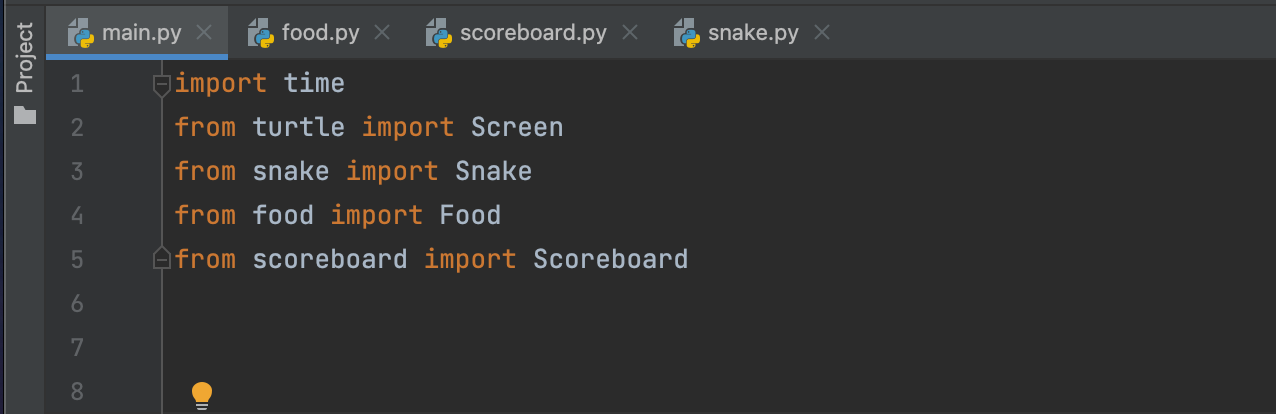 Project
main.py
food.py
scoreboard.py
snake.py
1 import time
2 from turtle import Screen
3 from snake import Snake
4 from food import Food
5 from scoreboard import Scoreboard
6
7
8